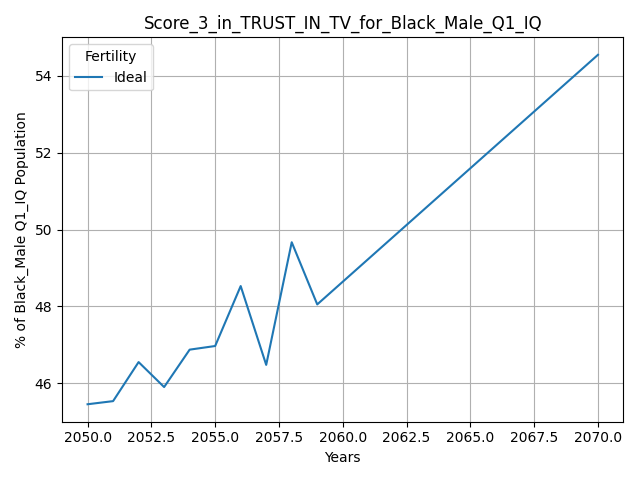 Score_3_in_TRUST_IN_TV_for_Black_Male_Q1_IQ
Fertility
Ideal
% of Black_Male Q1_IQ Population
54
52
50
48
46
2050.0 2052.5 2055.0 2057.5 2060.0 2062.5 2065.0 2067.5 2070.0
Years